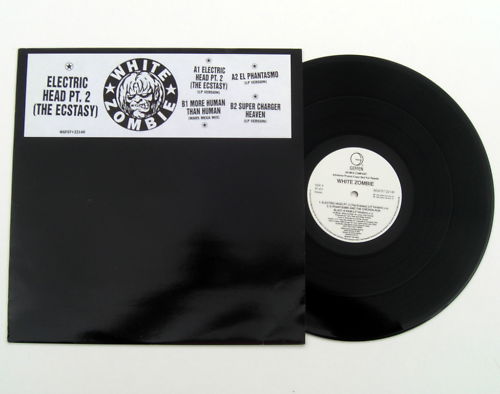 ELECTRIC
HEAD PT. 2
(THE ECSTASY)
WHITE
ZOMBIE
A1 ELECTRIC
HEAD PT. 2
(THE ECSTASY)
(LP VERSION)
A2 EL PHANTASMO
(LP VERSION)
B1 MORE HUMAN
THAN HUMAN
B2 SUPER CHARGER
HEAVEN
(LP VERSION)
GEFFEN
WHITE ZOMBIE